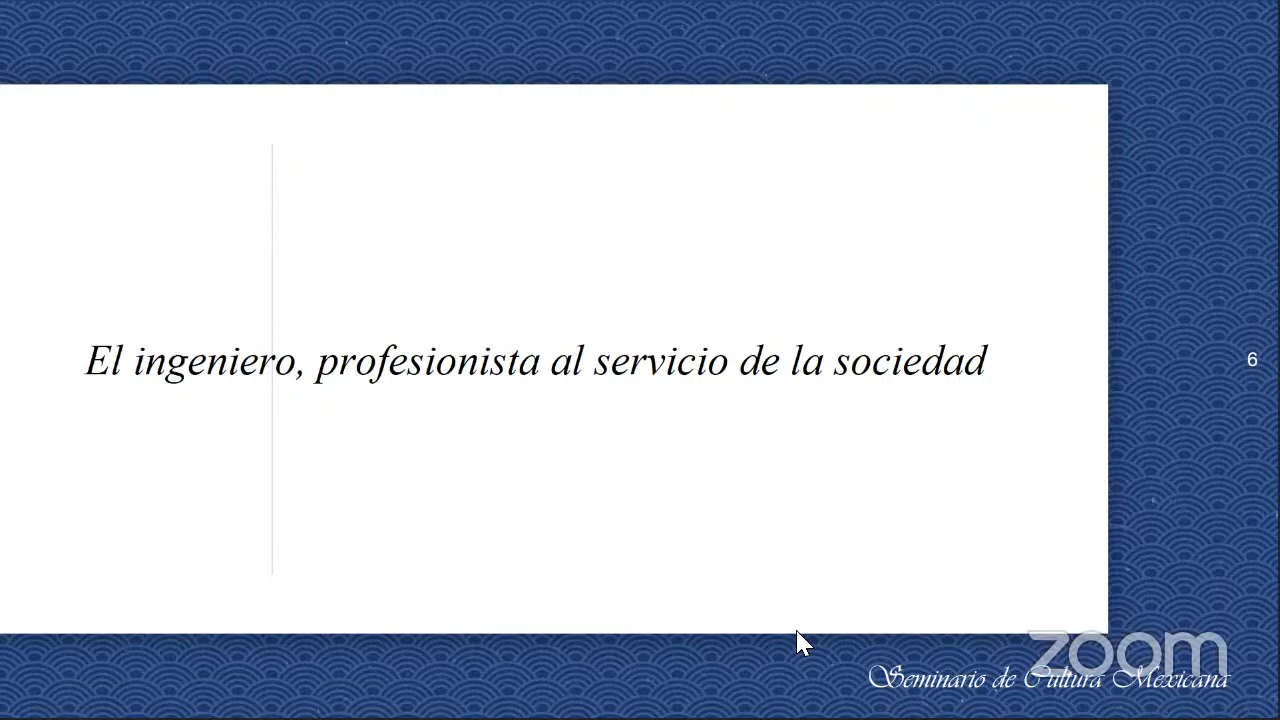 El ingeniero, profesionista al servicio de la sociedad
6
zoom
Seminario de Cultura Mexicana